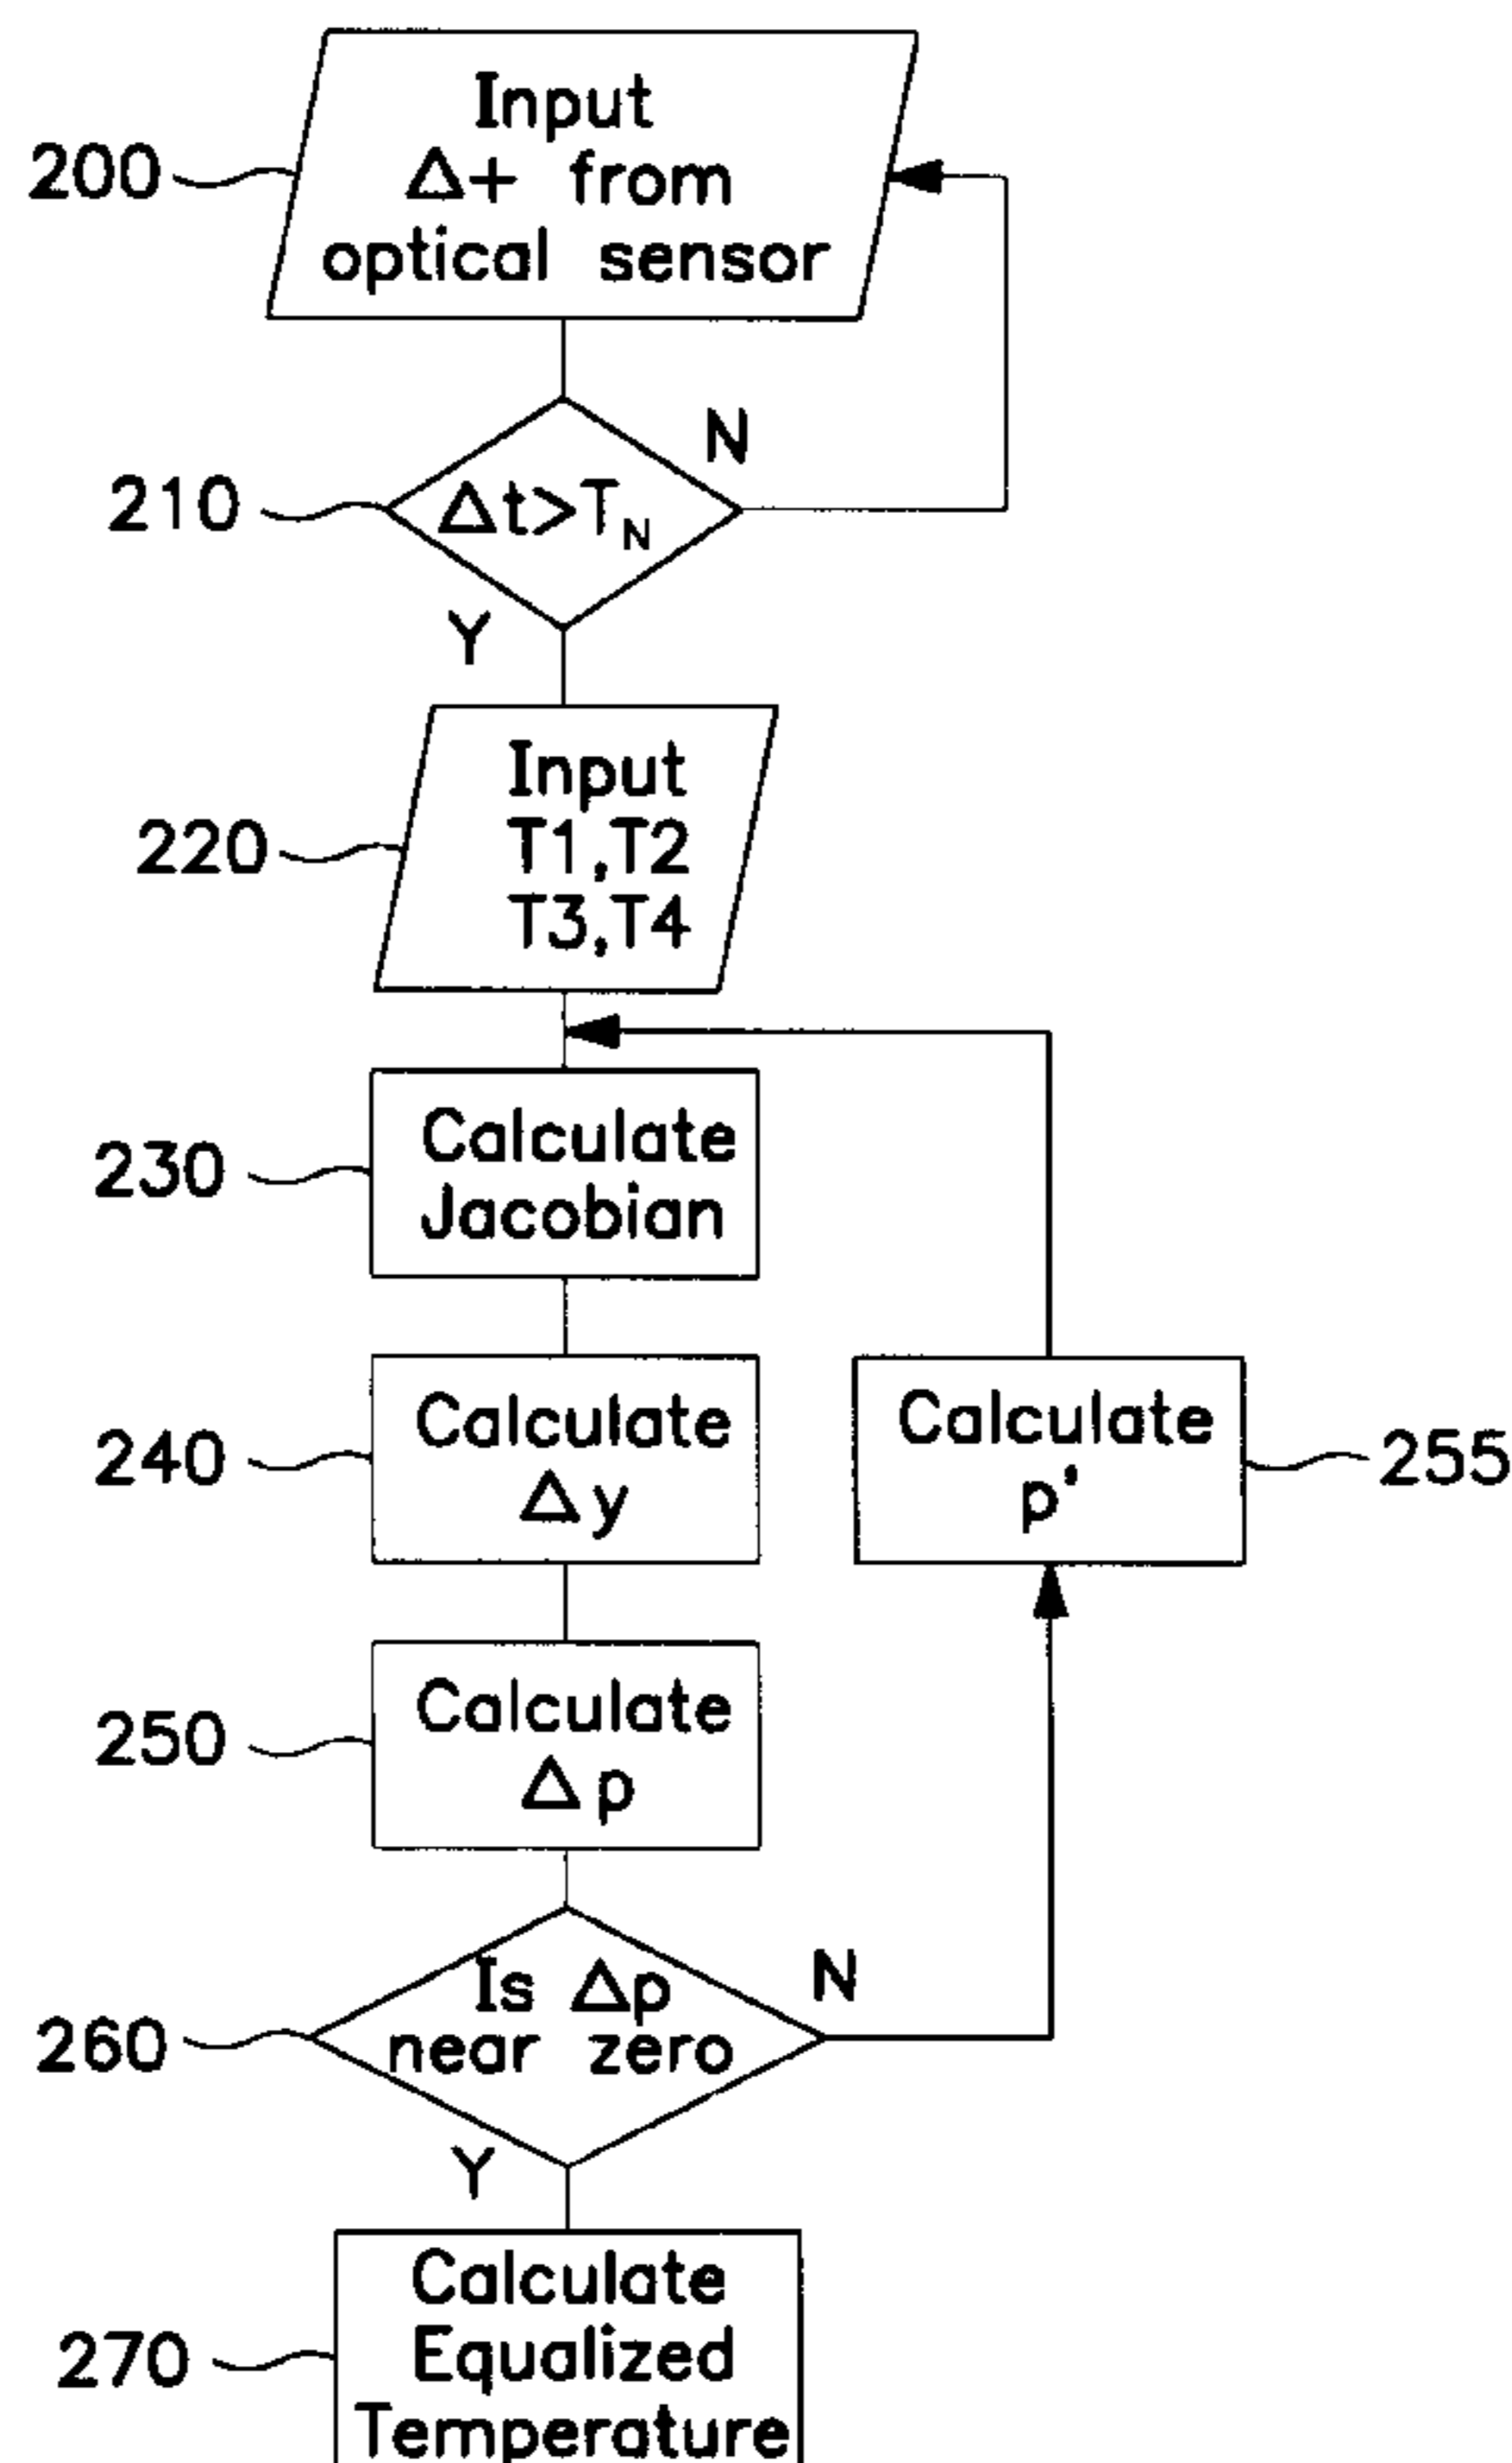 Input
Δ+ from
optical sensor
200
N
210
Δt>T_N
Y
Input
220
T1,T2
T3,T4
230
Calculate
Jacobian
240
Calculate
Δy
Calculate
p'
255
250
Calculate
Δp
N
260
Is Δp
near zero
Y
270
Calculate
Equalized
Temperature